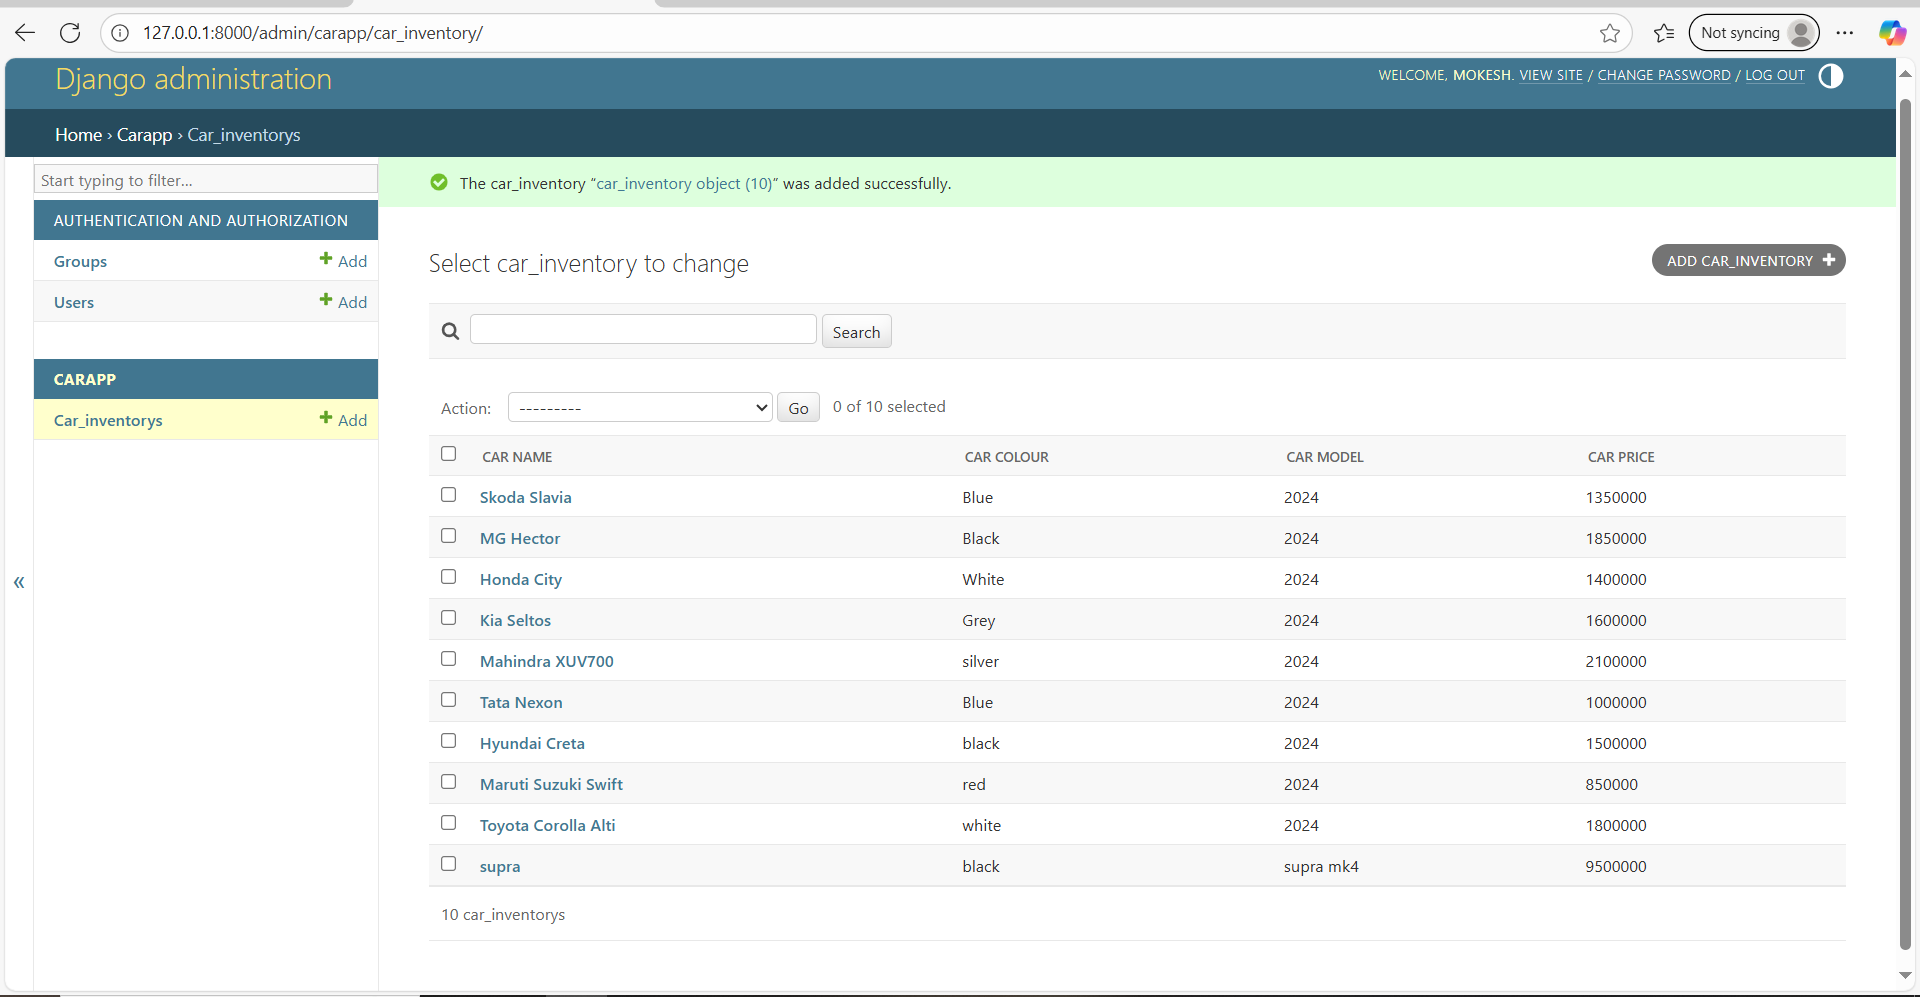 127.0.0.1:8000/admin/carapp/car_inventory/
Not syncing
Django administration
WELCOME, MOKESH. VIEW SITE / CHANGE PASSWORD / LOG OUT
Home › Carapp › Car_inventorys
Start typing to filter...
AUTHENTICATION AND AUTHORIZATION
Groups + Add
Users + Add
CARAPP
Car_inventorys + Add
«
The car_inventory “car_inventory object (10)” was added successfully.
Select car_inventory to change
ADD CAR_INVENTORY +
Search
Action: --------- Go 0 of 10 selected
CAR NAME CAR COLOUR CAR MODEL CAR PRICE
Skoda Slavia Blue 2024 1350000
MG Hector Black 2024 1850000
Honda City White 2024 1400000
Kia Seltos Grey 2024 1600000
Mahindra XUV700 silver 2024 2100000
Tata Nexon Blue 2024 1000000
Hyundai Creta black 2024 1500000
Maruti Suzuki Swift red 2024 850000
Toyota Corolla Alti white 2024 1800000
supra black supra mk4 9500000
10 car_inventorys